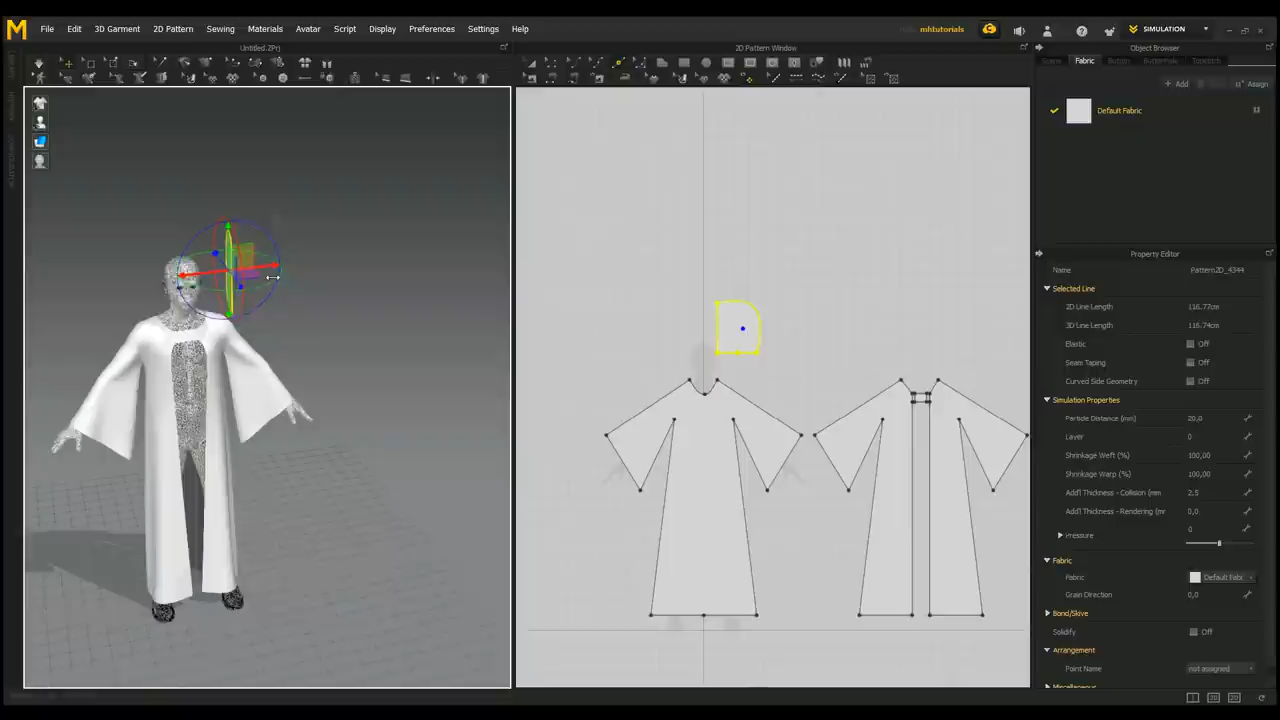 M File Edit 3D Garment 2D Pattern Sewing Materials Avatar Script Display Preferences Settings Help mhtutorials SIMULATION
Untitled.ZPrj 2D Pattern Window Object Browser
Scene Fabric Button Buttonhole Topstitch
+ Add Assign
Default Fabric
Property Editor
Name Pattern2D_4344
Selected Line
2D Line Length 116.77cm
3D Line Length 116.74cm
Elastic Off
Seam Taping Off
Curved Side Geometry Off
Simulation Properties
Particle Distance (mm) 20,0
Layer 0
Shrinkage Weft (%) 100,00
Shrinkage Warp (%) 100,00
Add'l Thickness - Collision (mm 2,5
Add'l Thickness - Rendering (mr 0,0
Pressure 0
Fabric
Fabric Default Fabr
Grain Direction 0,0
Bond/Skive
Solidify Off
Arrangement
Point Name not assigned
Miscellaneous